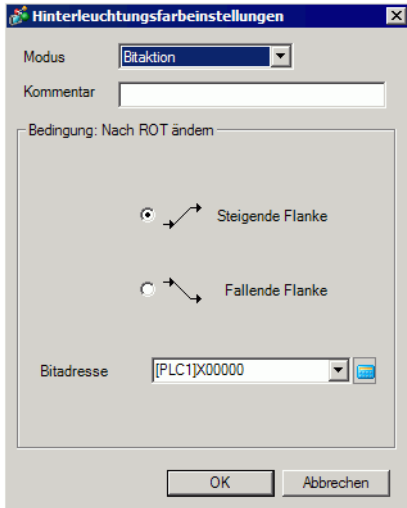 Hinterleuchtungsfarbeinstellungen
Modus Bitaktion
Kommentar
Bedingung: Nach ROT ändern
Steigende Flanke
Fallende Flanke
Bitadresse [PLC1]X00000
OK Abbrechen